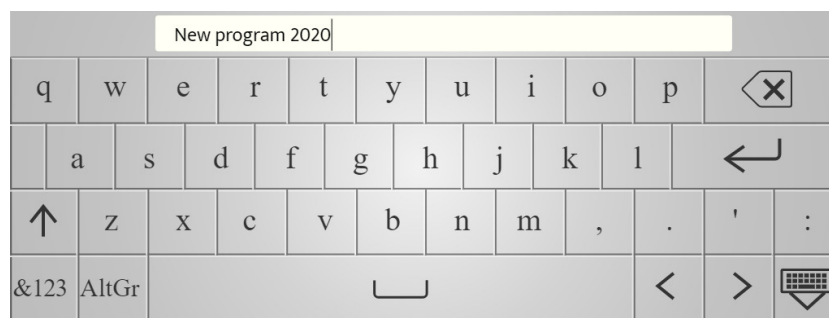 New program 2020
q w e r t y u i o p
a s d f g h j k l
z x c v b n m , . ' :
&123 AltGr < >